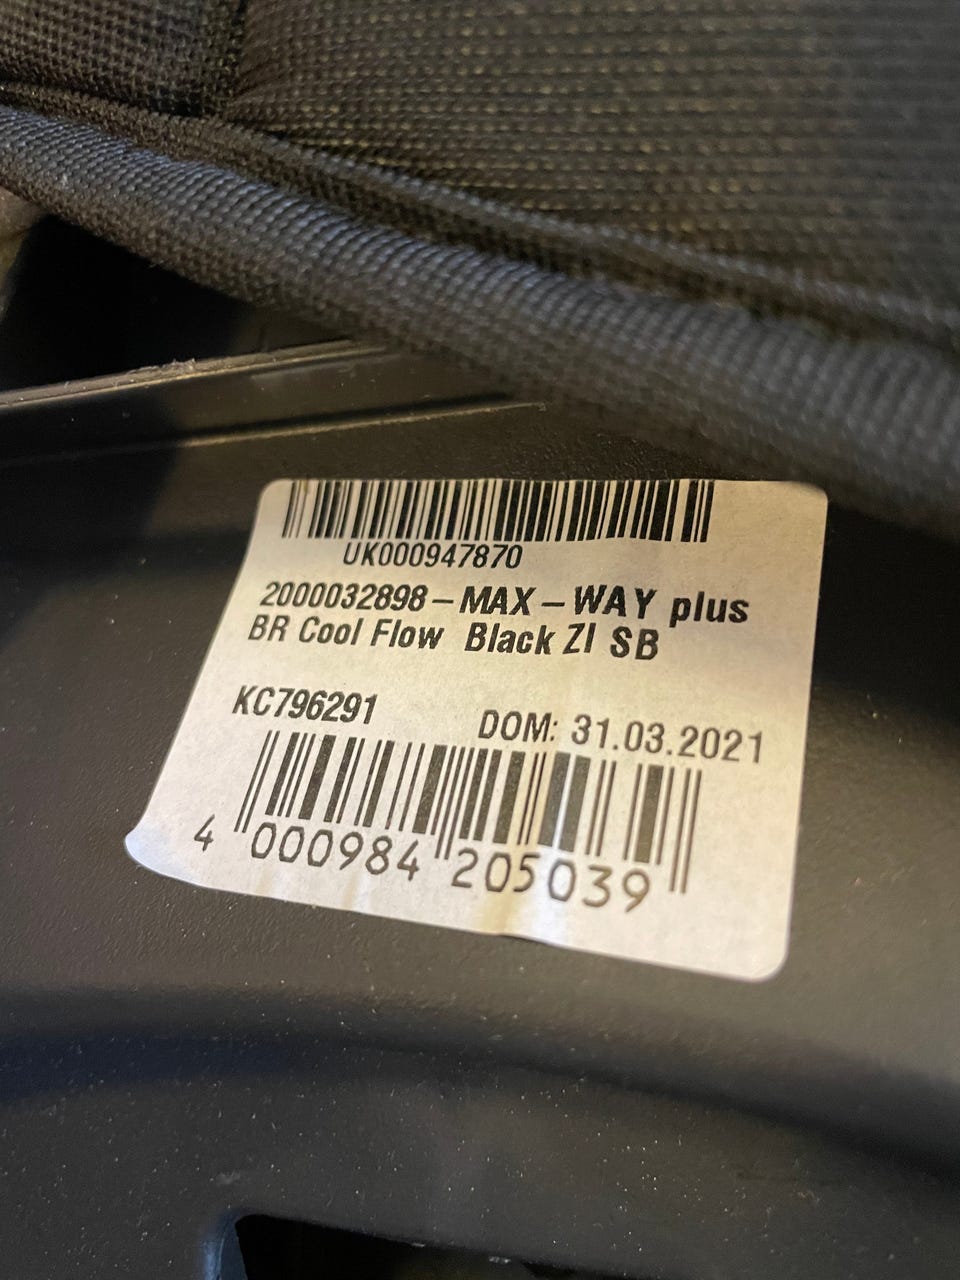 UK000947870
2000032898-MAX-WAY plus
BR Cool Flow Black ZI SB
KC796291 DOM: 31.03.2021
4 000984 205039